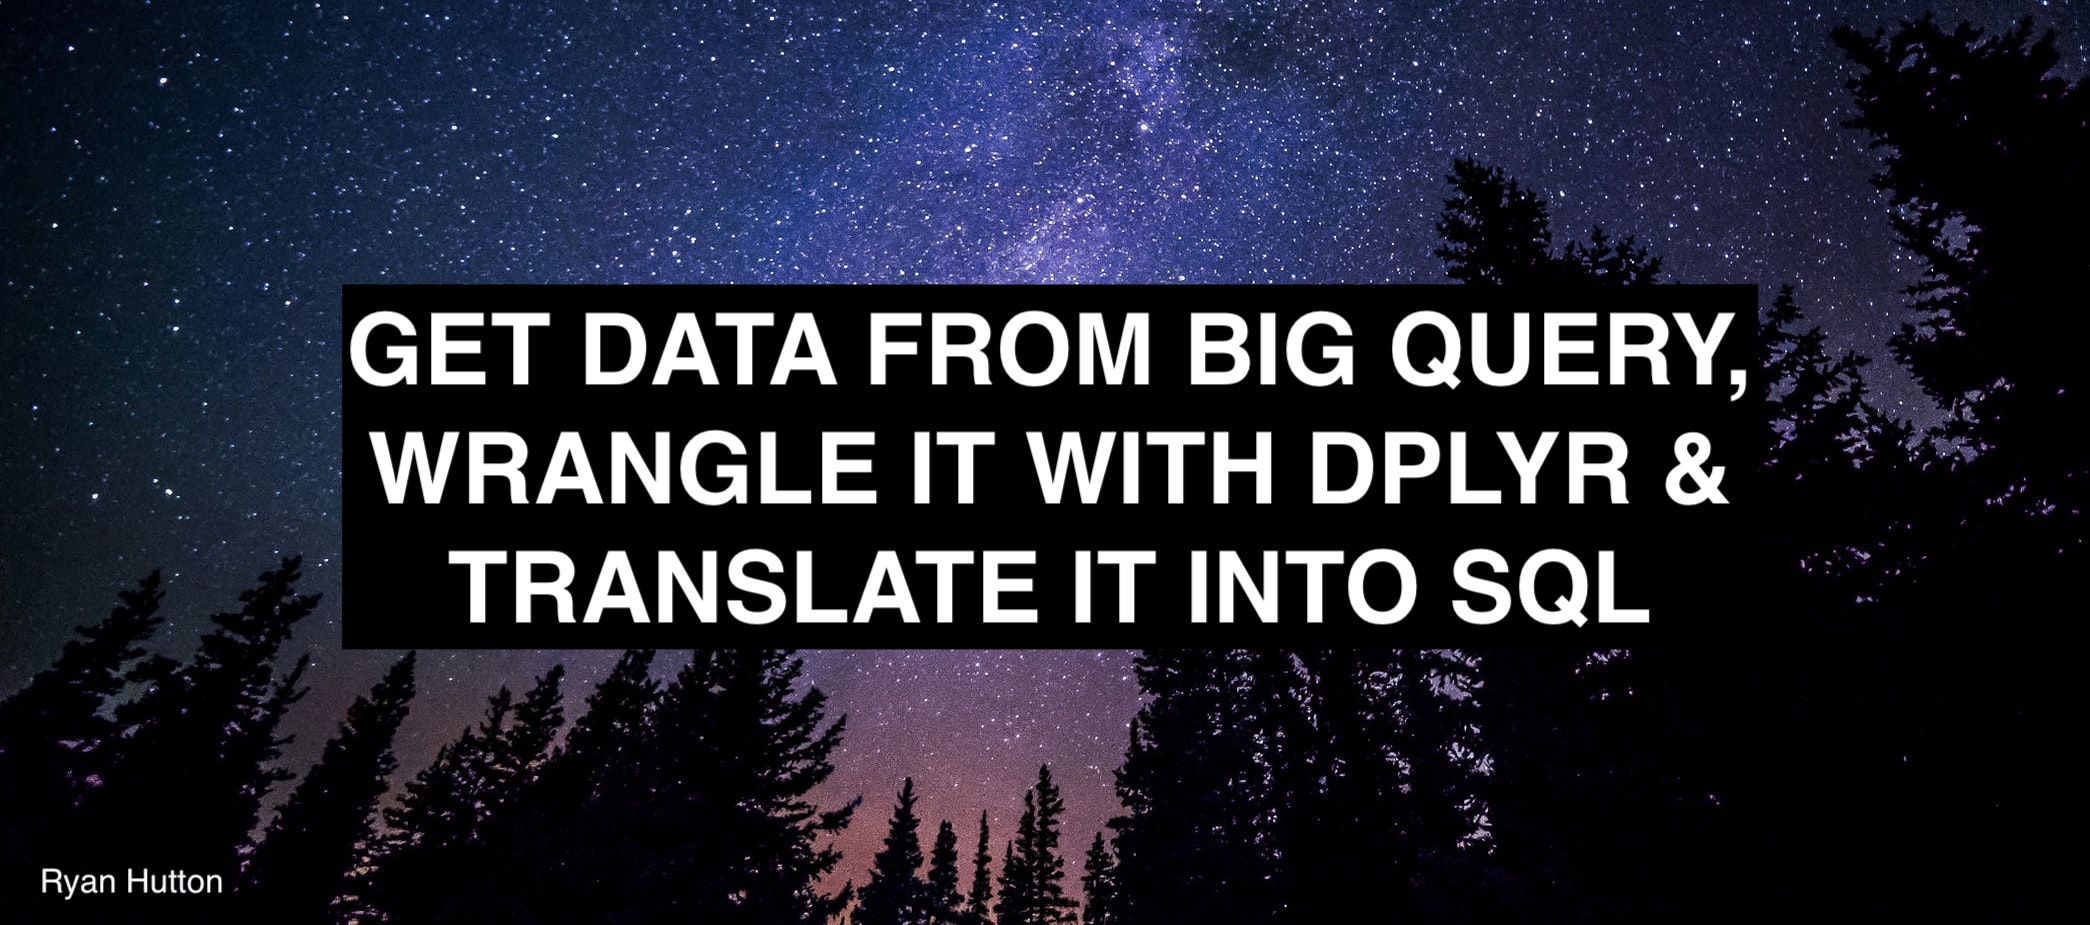 GET DATA FROM BIG QUERY,
WRANGLE IT WITH DPLYR &
TRANSLATE IT INTO SQL
Ryan Hutton